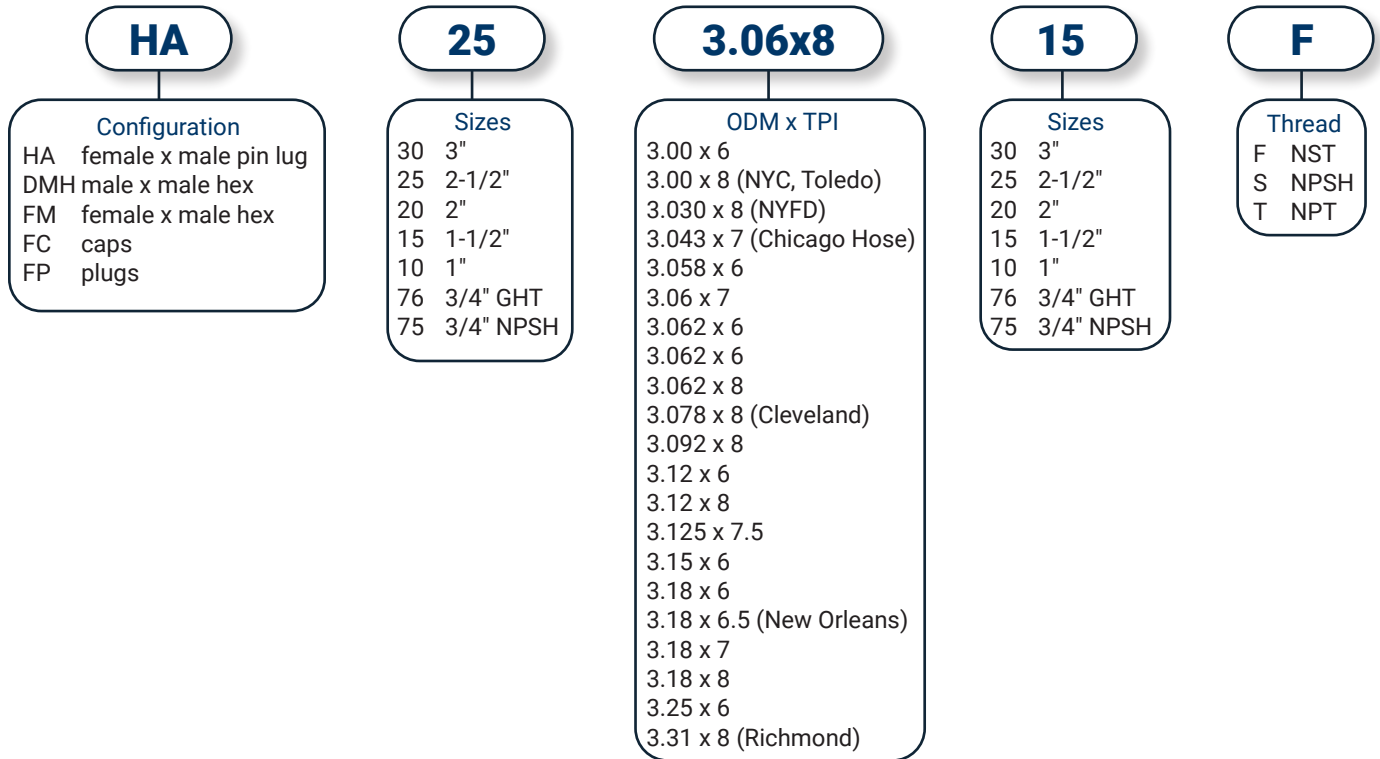 HA
25
3.06x8
15
F
Configuration
HA female x male pin lug
DMH male x male hex
FM female x male hex
FC caps
FP plugs
Sizes
30 3"
25 2-1/2"
20 2"
15 1-1/2"
10 1"
76 3/4" GHT
75 3/4" NPSH
ODM x TPI
3.00 x 6
3.00 x 8 (NYC, Toledo)
3.030 x 8 (NYFD)
3.043 x 7 (Chicago Hose)
3.058 x 6
3.06 x 7
3.062 x 6
3.062 x 6
3.062 x 8
3.078 x 8 (Cleveland)
3.092 x 8
3.12 x 6
3.12 x 8
3.125 x 7.5
3.15 x 6
3.18 x 6
3.18 x 6.5 (New Orleans)
3.18 x 7
3.18 x 8
3.25 x 6
3.31 x 8 (Richmond)
Sizes
30 3"
25 2-1/2"
20 2"
15 1-1/2"
10 1"
76 3/4" GHT
75 3/4" NPSH
Thread
F NST
S NPSH
T NPT